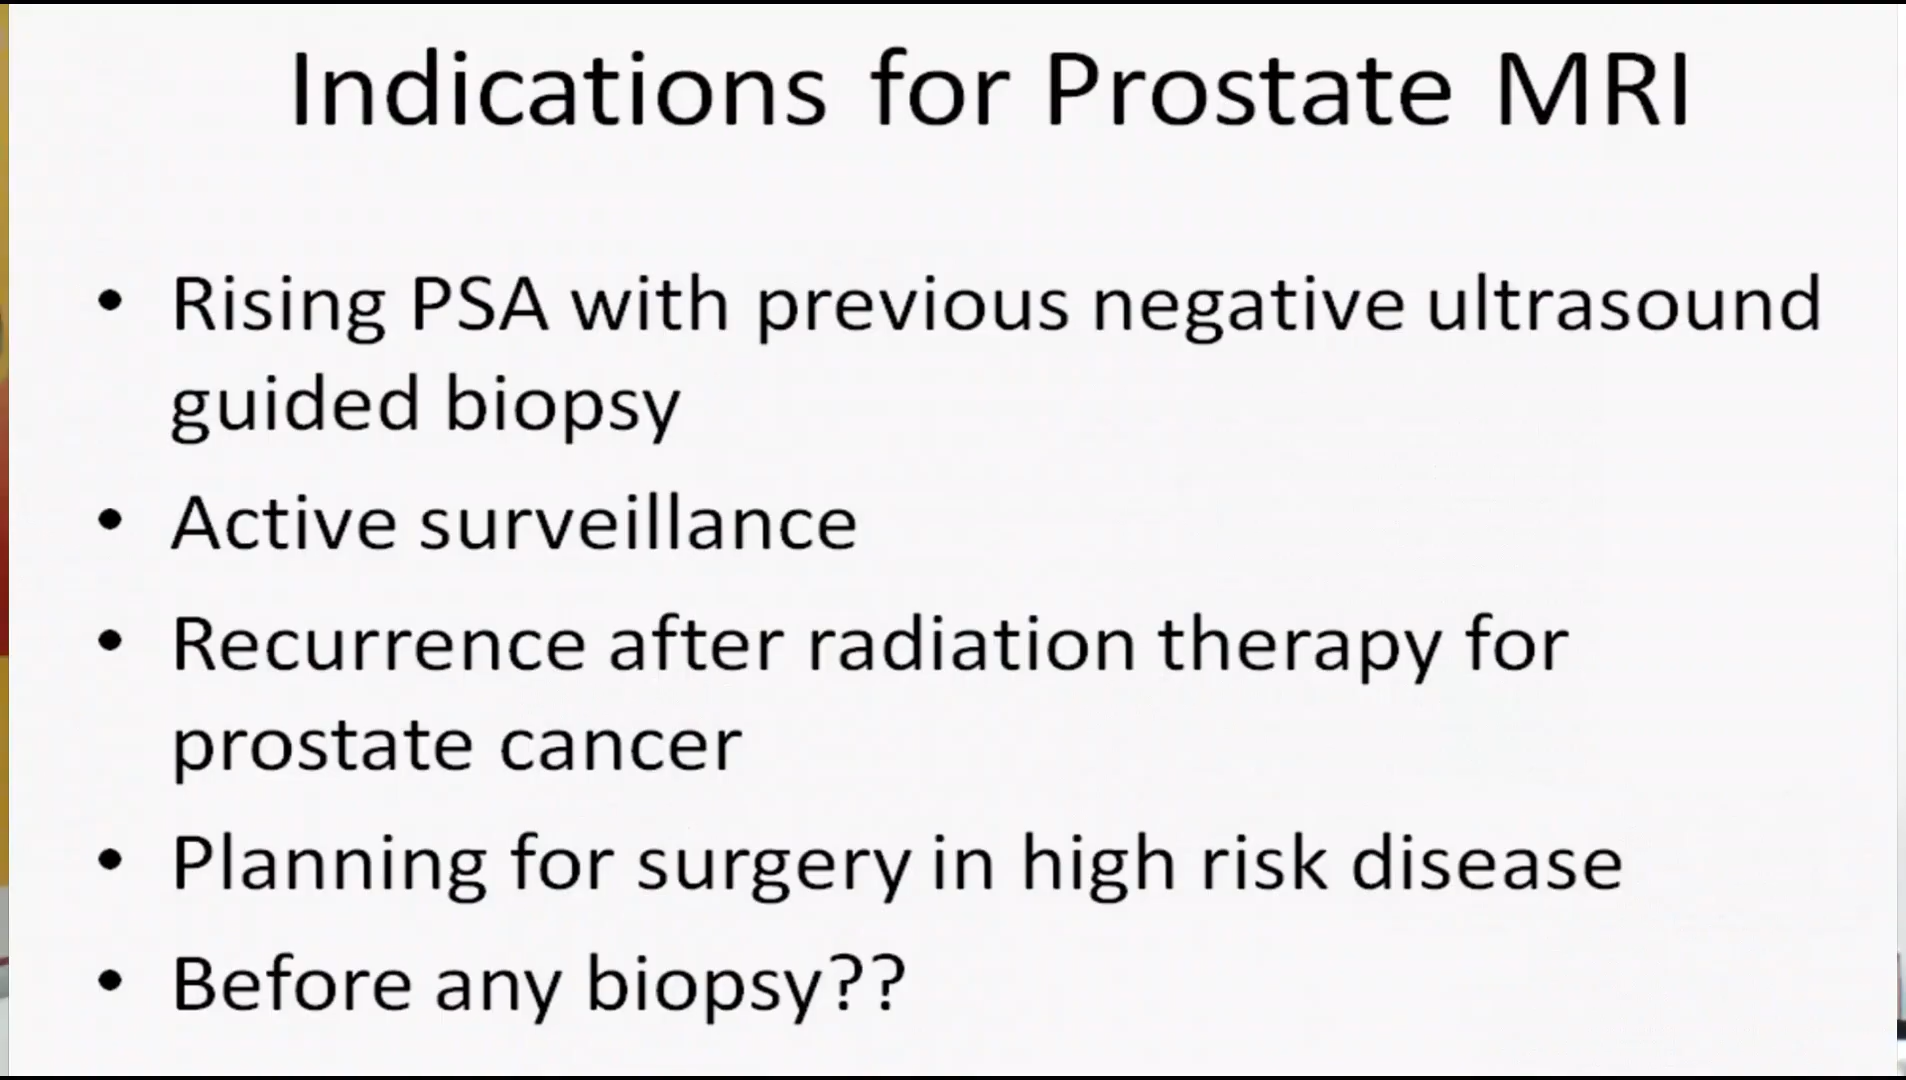 Indications for Prostate MRI
• Rising PSA with previous negative ultrasound
guided biopsy
• Active surveillance
• Recurrence after radiation therapy for
prostate cancer
• Planning for surgery in high risk disease
• Before any biopsy??